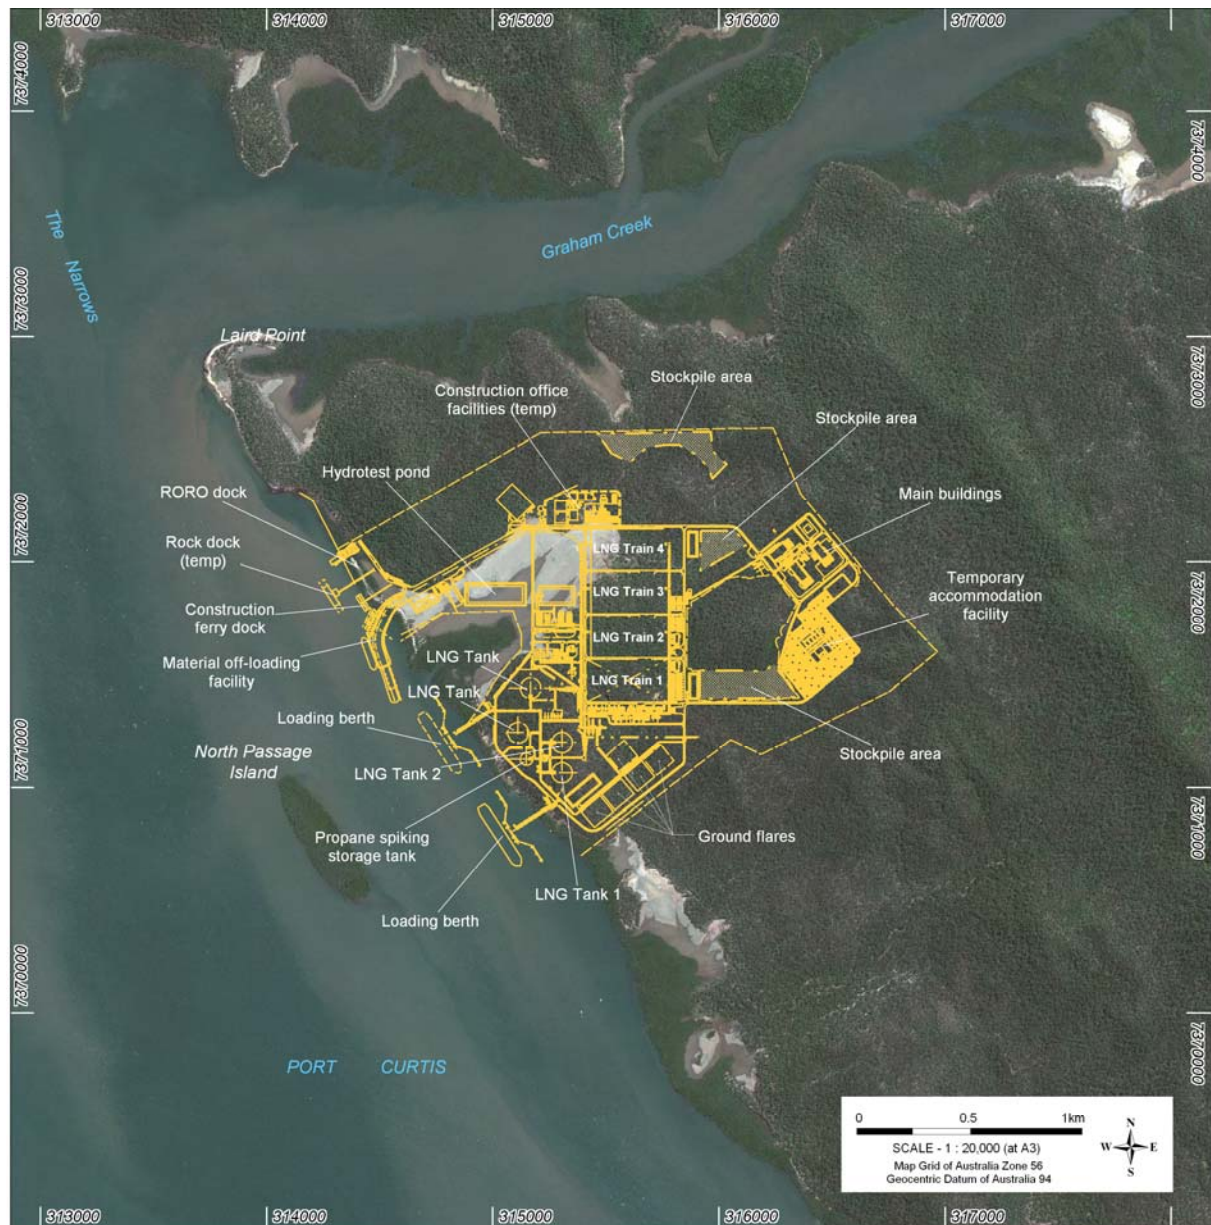 313000
314000
315000
316000
317000
7374000
7374000
The Narrows
Graham Creek
7373000
7373000
Laird Point
Stockpile area
Construction office
facilities (temp)
Stockpile area
Hydrotest pond
RORO dock
Main buildings
7372000
7372000
Rock dock
(temp)
LNG Train 4
LNG Train 3
Temporary
accommodation
facility
Construction
ferry dock
LNG Train 2
Material off-loading
facility
LNG Tank
LNG Train 1
LNG Tank
Loading berth
North Passage
Island
Stockpile area
7371000
7371000
LNG Tank 2
Propane spiking
storage tank
Ground flares
LNG Tank 1
Loading berth
7370000
7370000
PORT CURTIS
0 0.5 1km
SCALE - 1 : 20,000 (at A3)
Map Grid of Australia Zone 56
Geocentric Datum of Australia 94
N
W E
S
313000
314000
315000
316000
317000